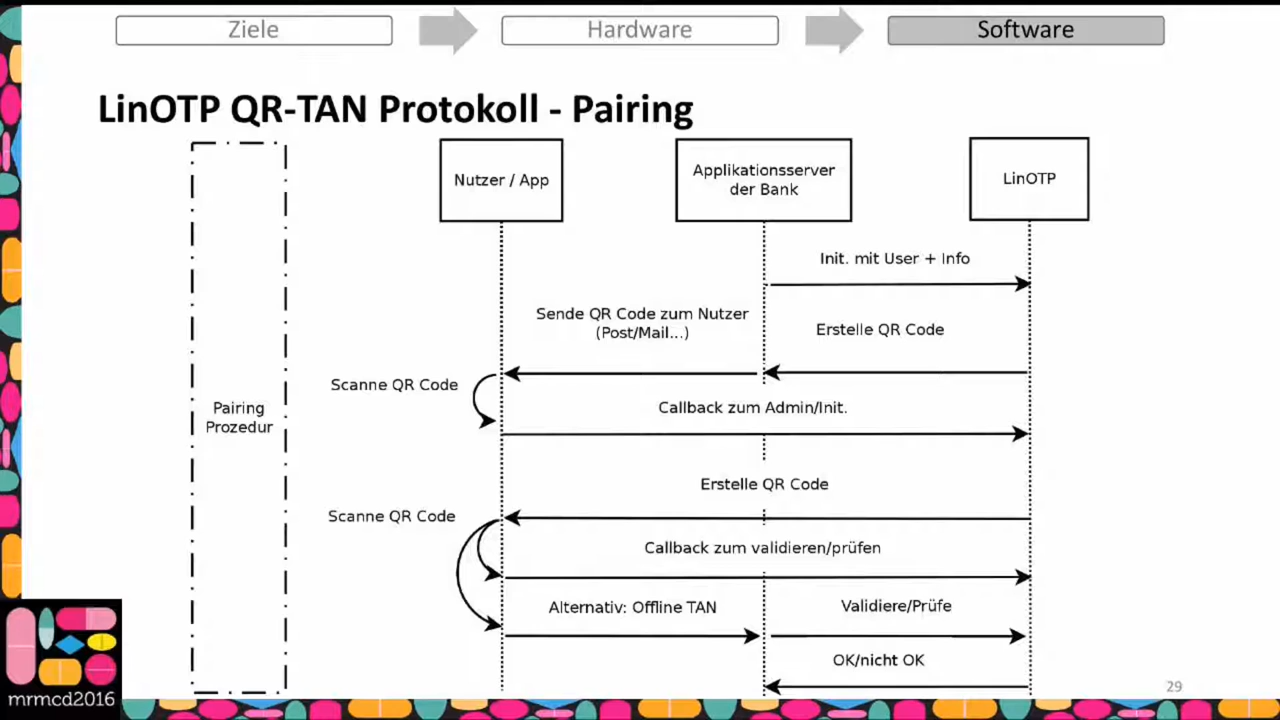 Ziele
Hardware
Software
LinOTP QR-TAN Protokoll - Pairing
Nutzer / App
Applikationsserver
der Bank
LinOTP
Init. mit User + Info
Sende QR Code zum Nutzer
(Post/Mail...)
Erstelle QR Code
Scanne QR Code
Callback zum Admin/Init.
Pairing
Prozedur
Erstelle QR Code
Scanne QR Code
Callback zum validieren/prüfen
Alternativ: Offline TAN
Validiere/Prüfe
OK/nicht OK
29
mrmcd2016